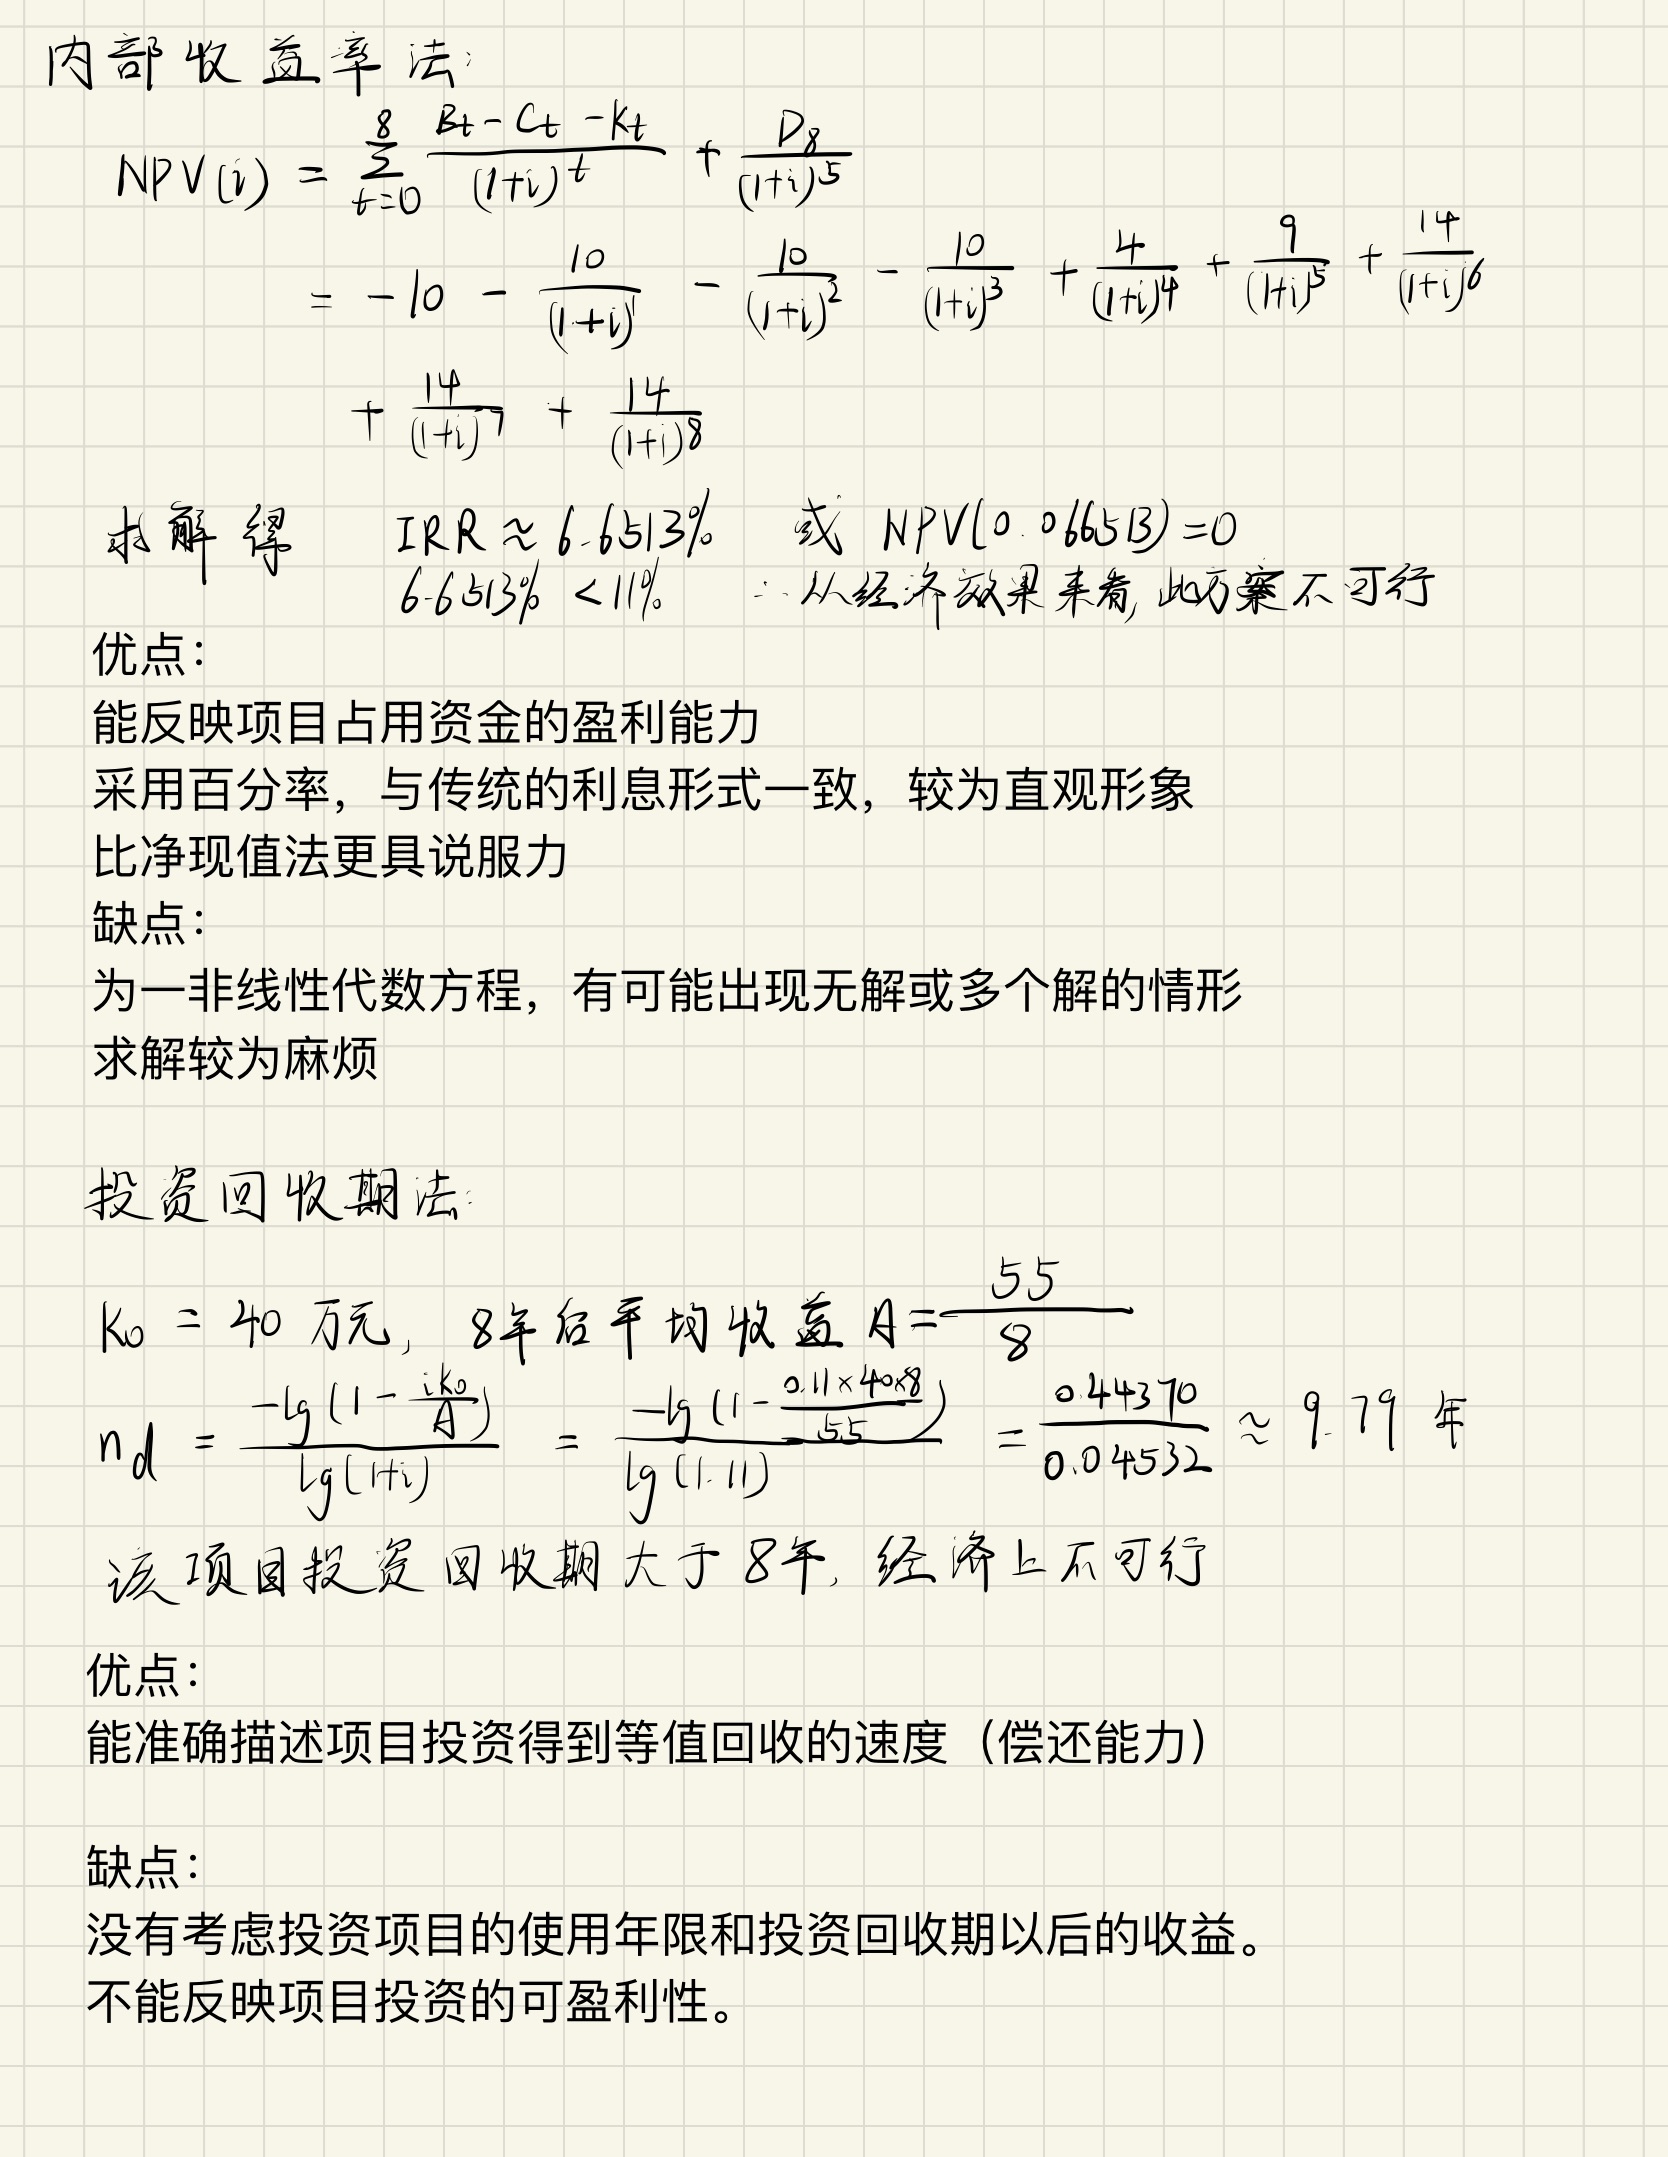 内部收益率法:
NPV(i) = \sum_{t=0}^{8} \frac{B_t - C_t - K_t}{(1+i)^t} + \frac{D_8}{(1+i)^5}
= -10 - \frac{10}{(1+i)^1} - \frac{10}{(1+i)^2} - \frac{10}{(1+i)^3} + \frac{4}{(1+i)^4} + \frac{9}{(1+i)^5} + \frac{14}{(1+i)^6}
+ \frac{14}{(1+i)^7} + \frac{14}{(1+i)^8}
求解得 IRR ≈ 6.6513% 或 NPV(0.066513)=0
6.6513% < 11% ∴从经济效果来看,此方案不可行
优点：
能反映项目占用资金的盈利能力
采用百分率，与传统的利息形式一致，较为直观形象
比净现值法更具说服力
缺点：
为一非线性代数方程，有可能出现无解或多个解的情形
求解较为麻烦
投资回收期法:
K_0 = 40 万元, 8年后平均收益 A = \frac{55}{8}
n_d = \frac{-lg(1-\frac{iK_0}{A})}{lg(1+i)} = \frac{-lg(1-\frac{0.11×40×8}{55})}{lg(1.11)} = \frac{0.44370}{0.04532} ≈ 9.79 年
该项目投资回收期大于8年, 经济上不可行
优点：
能准确描述项目投资得到等值回收的速度（偿还能力）
缺点：
没有考虑投资项目的使用年限和投资回收期以后的收益。
不能反映项目投资的可盈利性。